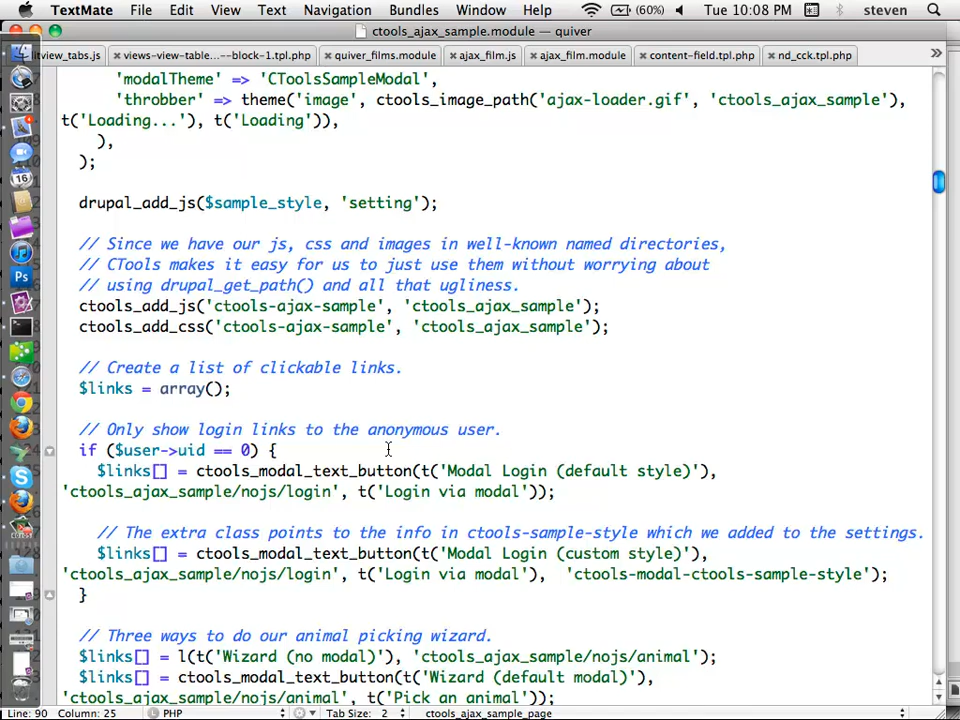 TextMate File Edit View Text Navigation Bundles Window Help (60%) Tue 10:08 PM steven
ctools_ajax_sample.module — quiver
litview_tabs.js views-view-table...--block-1.tpl.php quiver_films.module ajax_film.js ajax_film.module content-field.tpl.php nd_cck.tpl.php »
'modalTheme' => 'CToolsSampleModal',
'throbber' => theme('image', ctools_image_path('ajax-loader.gif', 'ctools_ajax_sample'),
t('Loading...'), t('Loading')),
),
);
drupal_add_js($sample_style, 'setting');
// Since we have our js, css and images in well-known named directories,
// CTools makes it easy for us to just use them without worrying about
// using drupal_get_path() and all that ugliness.
ctools_add_js('ctools-ajax-sample', 'ctools_ajax_sample');
ctools_add_css('ctools-ajax-sample', 'ctools_ajax_sample');
// Create a list of clickable links.
$links = array();
// Only show login links to the anonymous user.
if ($user->uid == 0) {
$links[] = ctools_modal_text_button(t('Modal Login (default style)'),
'ctools_ajax_sample/nojs/login', t('Login via modal'));
// The extra class points to the info in ctools-sample-style which we added to the settings.
$links[] = ctools_modal_text_button(t('Modal Login (custom style)'),
'ctools_ajax_sample/nojs/login', t('Login via modal'),  'ctools-modal-ctools-sample-style');
}
// Three ways to do our animal picking wizard.
$links[] = l(t('Wizard (no modal)'), 'ctools_ajax_sample/nojs/animal');
$links[] = ctools_modal_text_button(t('Wizard (default modal)'),
'ctools_ajax_sample/nojs/animal', t('Pick an animal'));
Line: 90 Column: 25 PHP Tab Size: 2 ctools_ajax_sample_page